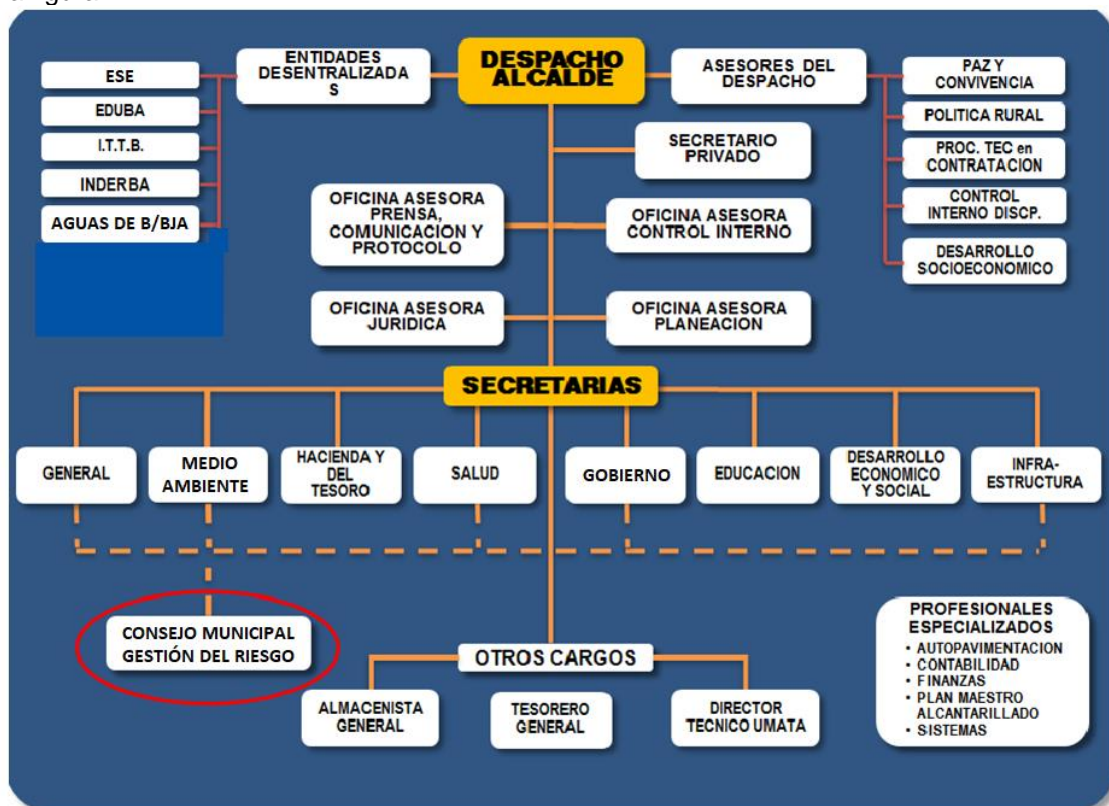 DESPACHO
ALCALDE
ENTIDADES
DESENTRALIZADA
S
ESE
EDUBA
I.T.T.B.
INDERBA
AGUAS DE B/BJA
ASESORES DEL
DESPACHO
PAZ Y
CONVIVENCIA
POLITICA RURAL
PROC. TEC en
CONTRATACION
CONTROL
INTERNO DISCP.
DESARROLLO
SOCIOECONOMICO
SECRETARIO
PRIVADO
OFICINA ASESORA
PRENSA,
COMUNICACION Y
PROTOCOLO
OFICINA ASESORA
CONTROL INTERNO
OFICINA ASESORA
JURIDICA
OFICINA ASESORA
PLANEACION
SECRETARIAS
GENERAL
MEDIO
AMBIENTE
HACIENDA Y
DEL
TESORO
SALUD
GOBIERNO
EDUCACION
DESARROLLO
ECONOMICO
Y SOCIAL
INFRA-
ESTRUCTURA
CONSEJO MUNICIPAL
GESTIÓN DEL RIESGO
OTROS CARGOS
ALMACENISTA
GENERAL
TESORERO
GENERAL
DIRECTOR
TECNICO UMATA
PROFESIONALES
ESPECIALIZADOS
• AUTOPAVIMENTACION
• CONTABILIDAD
• FINANZAS
• PLAN MAESTRO
ALCANTARILLADO
• SISTEMAS